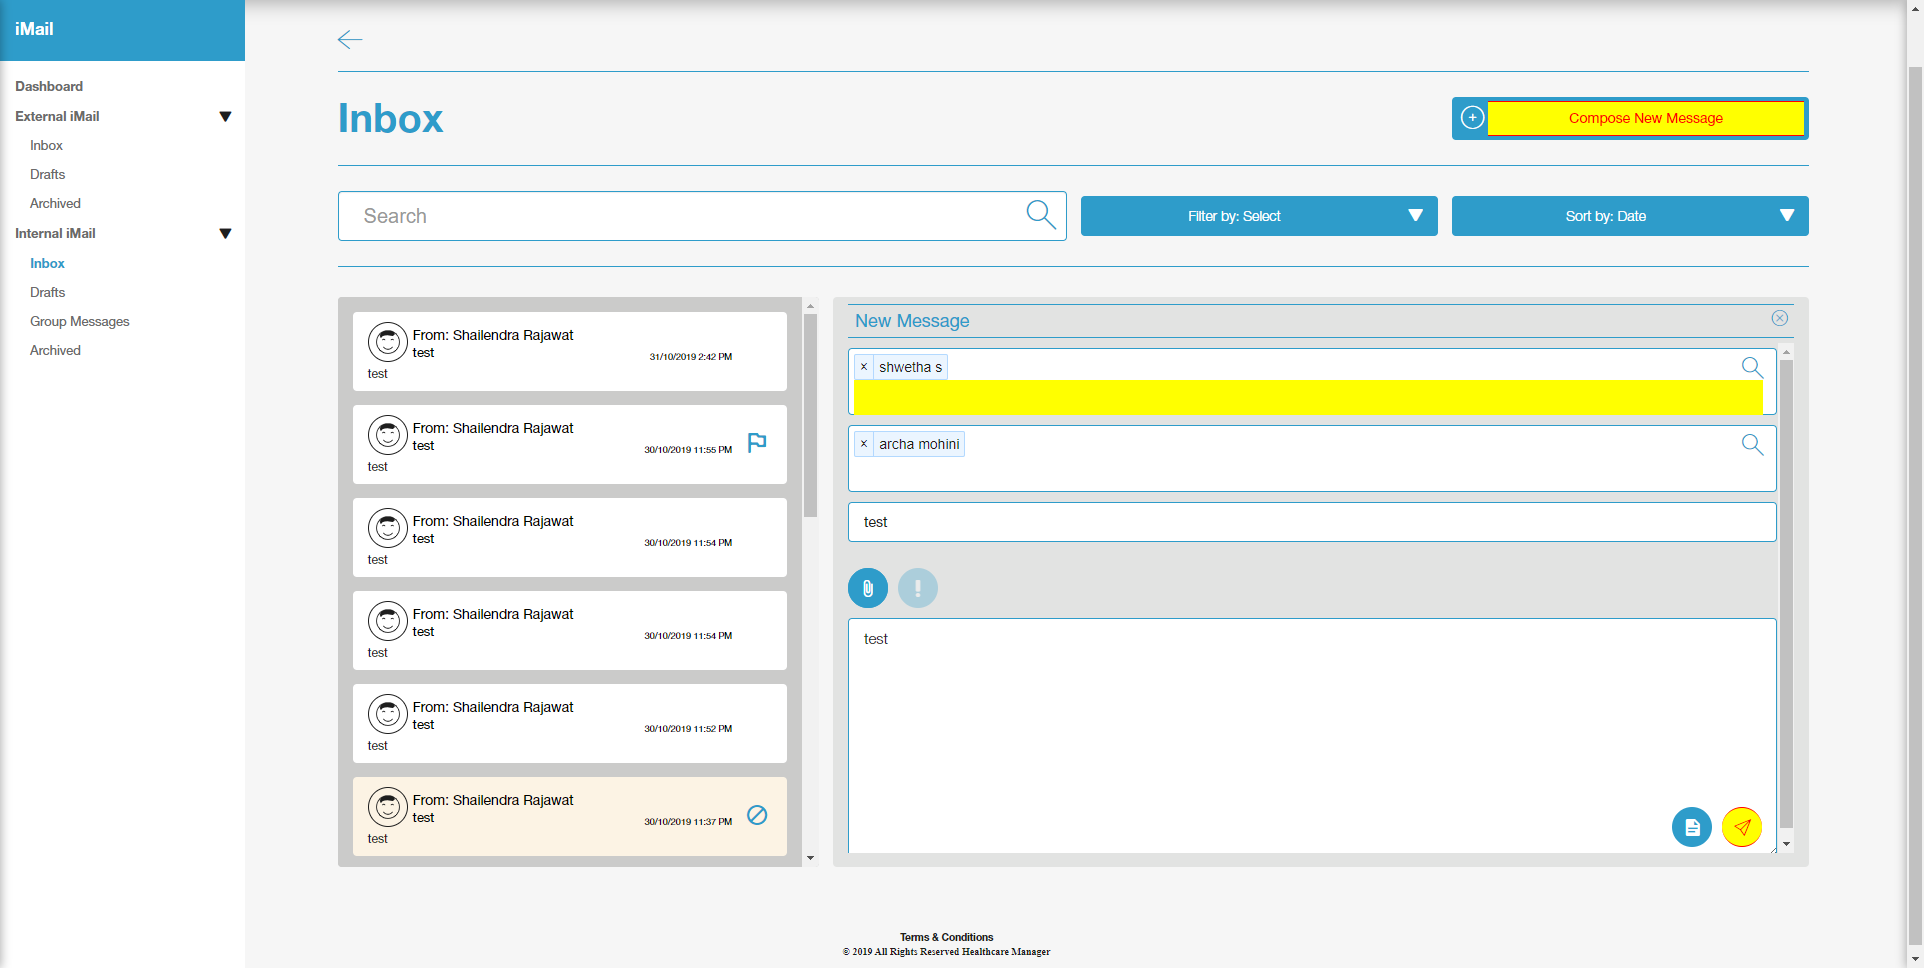 iMail
Dashboard
External iMail
Inbox
Drafts
Archived
Internal iMail
Inbox
Drafts
Group Messages
Archived
Inbox
Compose New Message
Search
Filter by: Select
Sort by: Date
From: Shailendra Rajawat
test
31/10/2019 2:42 PM
test
From: Shailendra Rajawat
test
30/10/2019 11:55 PM
test
From: Shailendra Rajawat
test
30/10/2019 11:54 PM
test
From: Shailendra Rajawat
test
30/10/2019 11:54 PM
test
From: Shailendra Rajawat
test
30/10/2019 11:52 PM
test
From: Shailendra Rajawat
test
30/10/2019 11:37 PM
test
New Message
x shwetha s
x archa mohini
test
test
Terms & Conditions
© 2019 All Rights Reserved Healthcare Manager